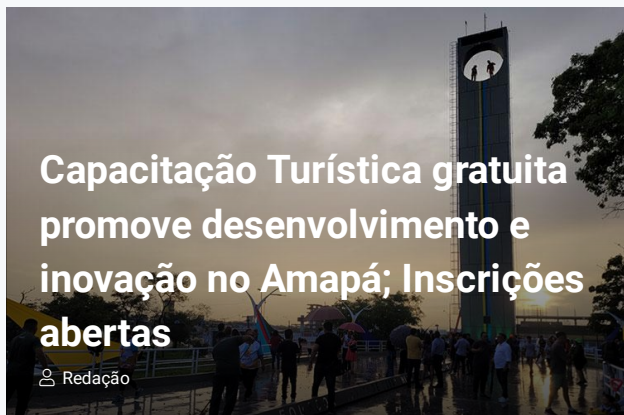 Capacitação Turística gratuita
promove desenvolvimento e
inovação no Amapá; Inscrições
abertas
Redação